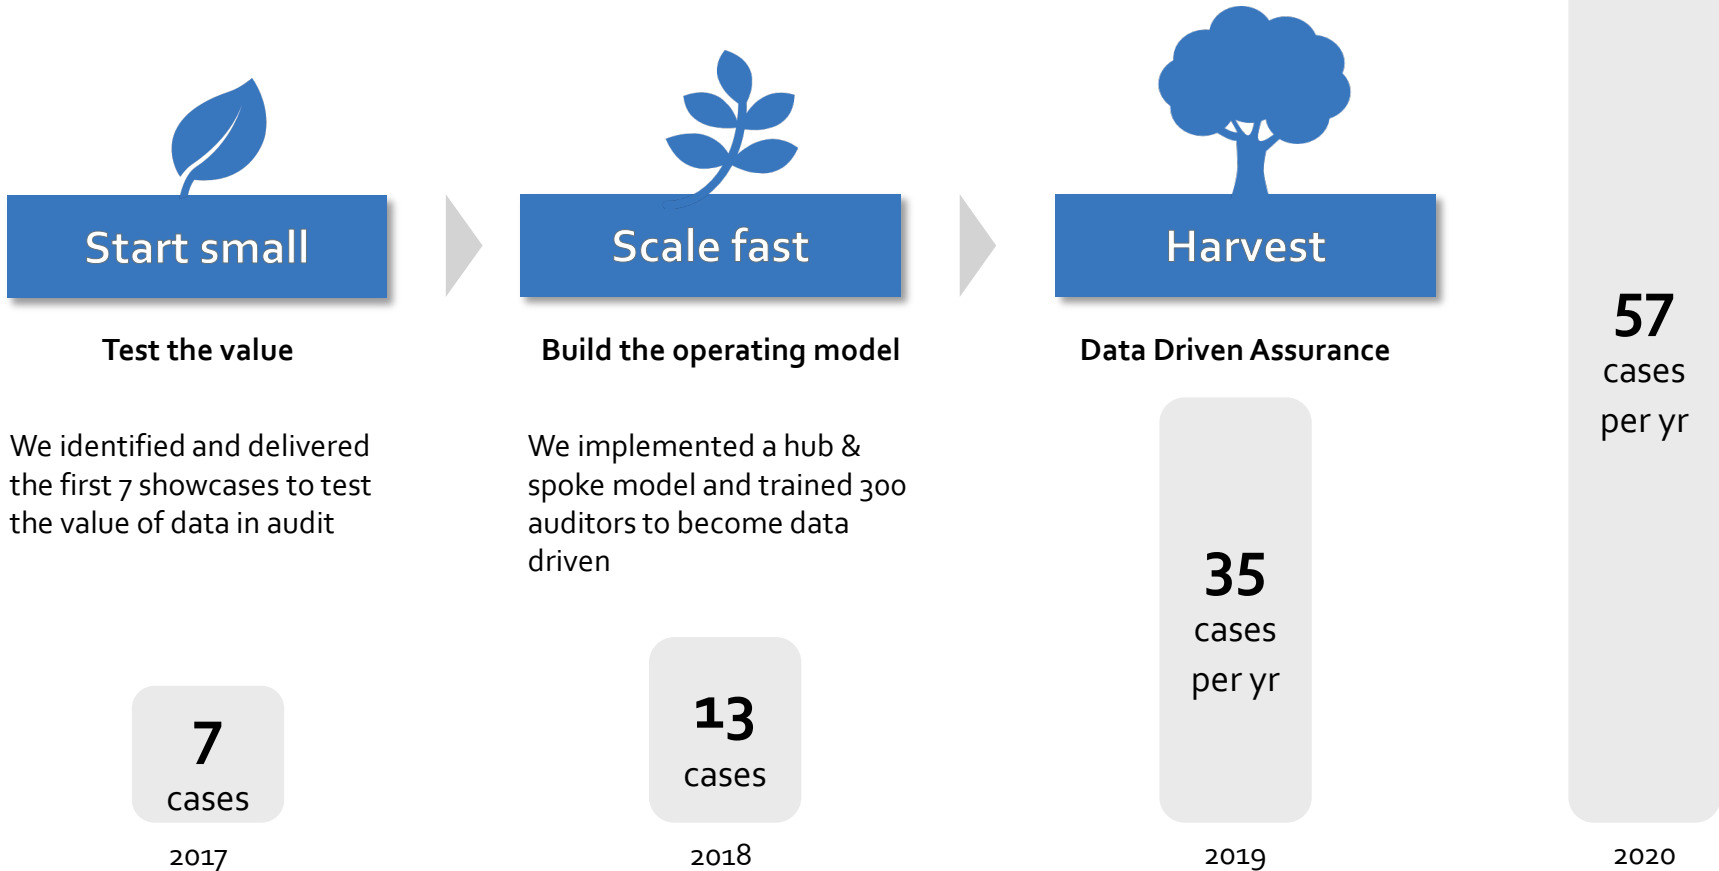 Start small
Scale fast
Harvest
Test the value
Build the operating model
Data Driven Assurance
We identified and delivered
the first 7 showcases to test
the value of data in audit
We implemented a hub &
spoke model and trained 300
auditors to become data
driven
7
cases
2017
13
cases
2018
35
cases
per yr
2019
57
cases
per yr
2020